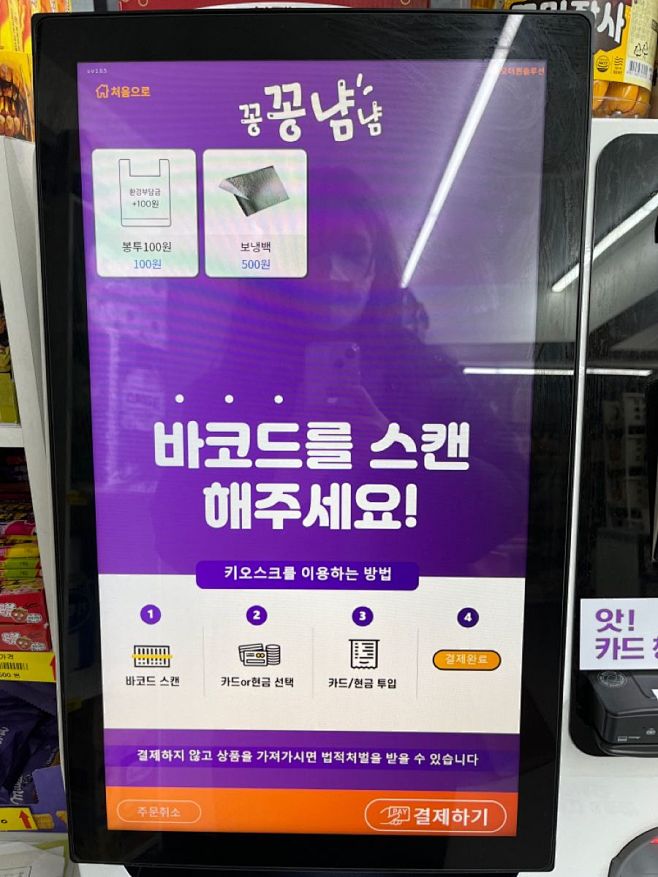 sv1.0.5
처음으로
꽁꽁냠냠
환경부담금
+100원
봉투100원
100원
보냉백
500원
바코드를 스캔
해주세요!
키오스크를 이용하는 방법
1
바코드 스캔
2
카드or현금 선택
3
카드/현금 투입
4
결제완료
결제하지 않고 상품을 가져가시면 법적처벌을 받을 수 있습니다
주문취소
PAY
결제하기
앗!
카드